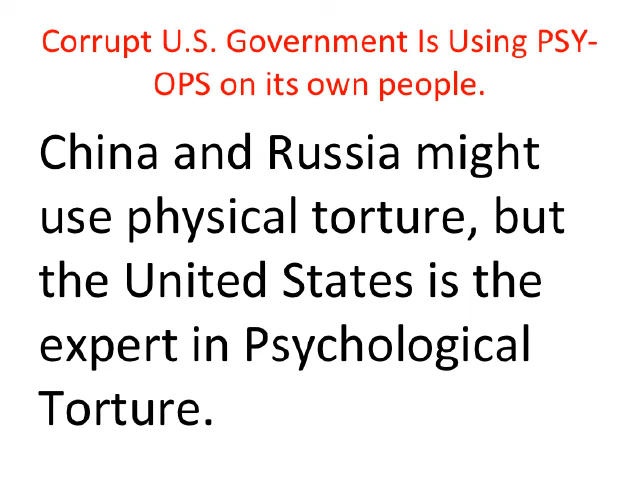 Corrupt U.S. Government Is Using PSY-
OPS on its own people.
China and Russia might
use physical torture, but
the United States is the
expert in Psychological
Torture.